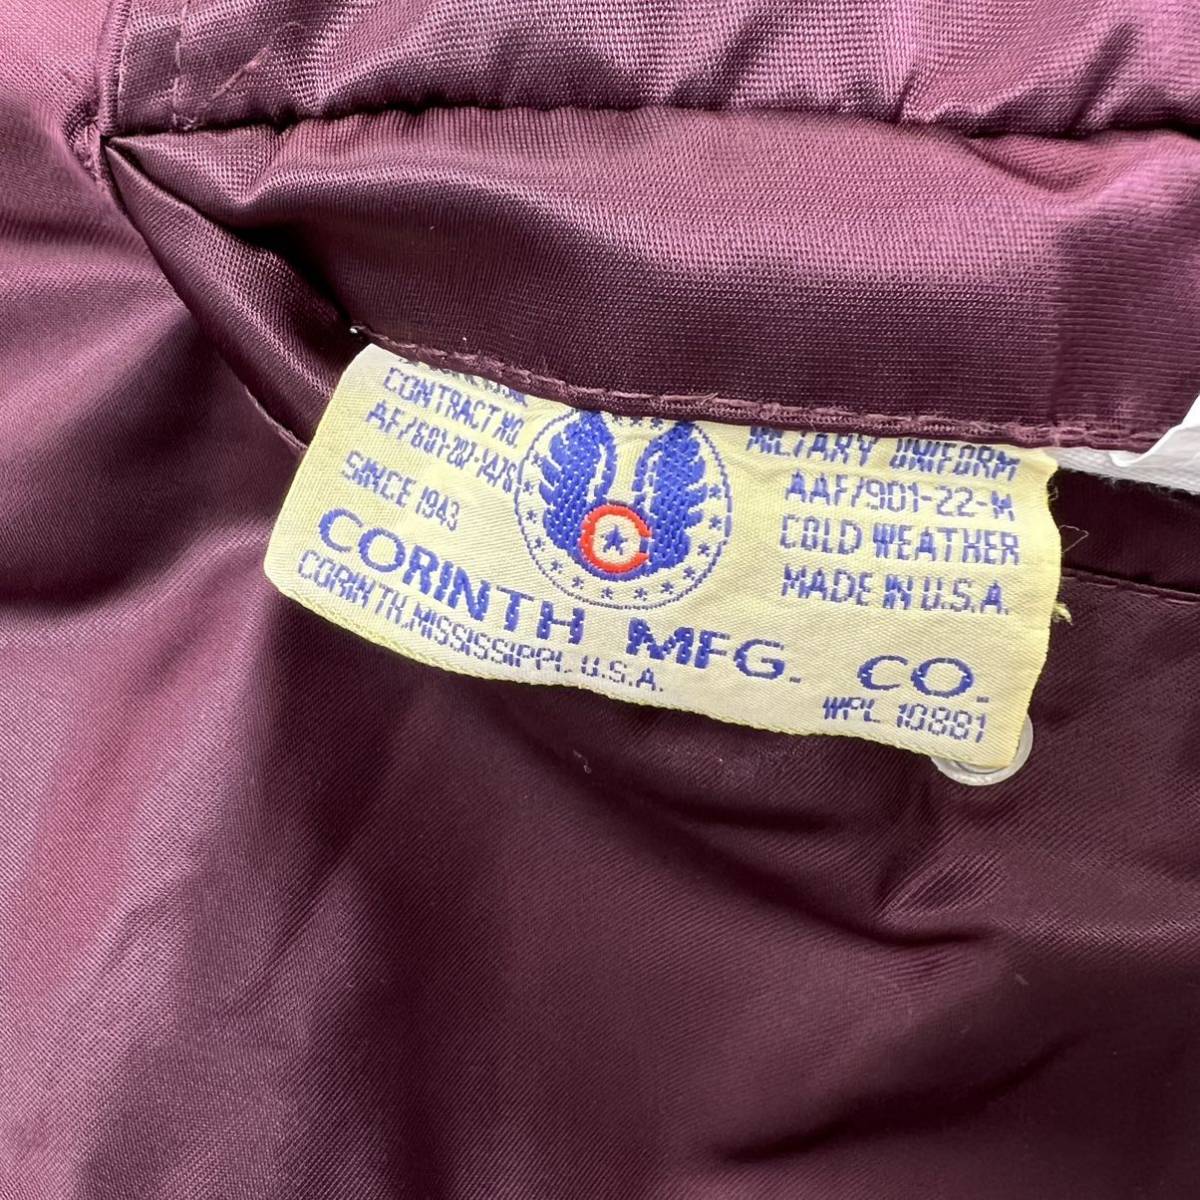 CONTRACT NO.
AF/601-207-1476
SINCE 1943
MILITARY UNIFORM
AAF/901-22-M
COLD WEATHER
MADE IN U.S.A.
C
CORINTH MFG. CO.
CORINTH, MISSISSIPPI, U.S.A.
WPL 10881